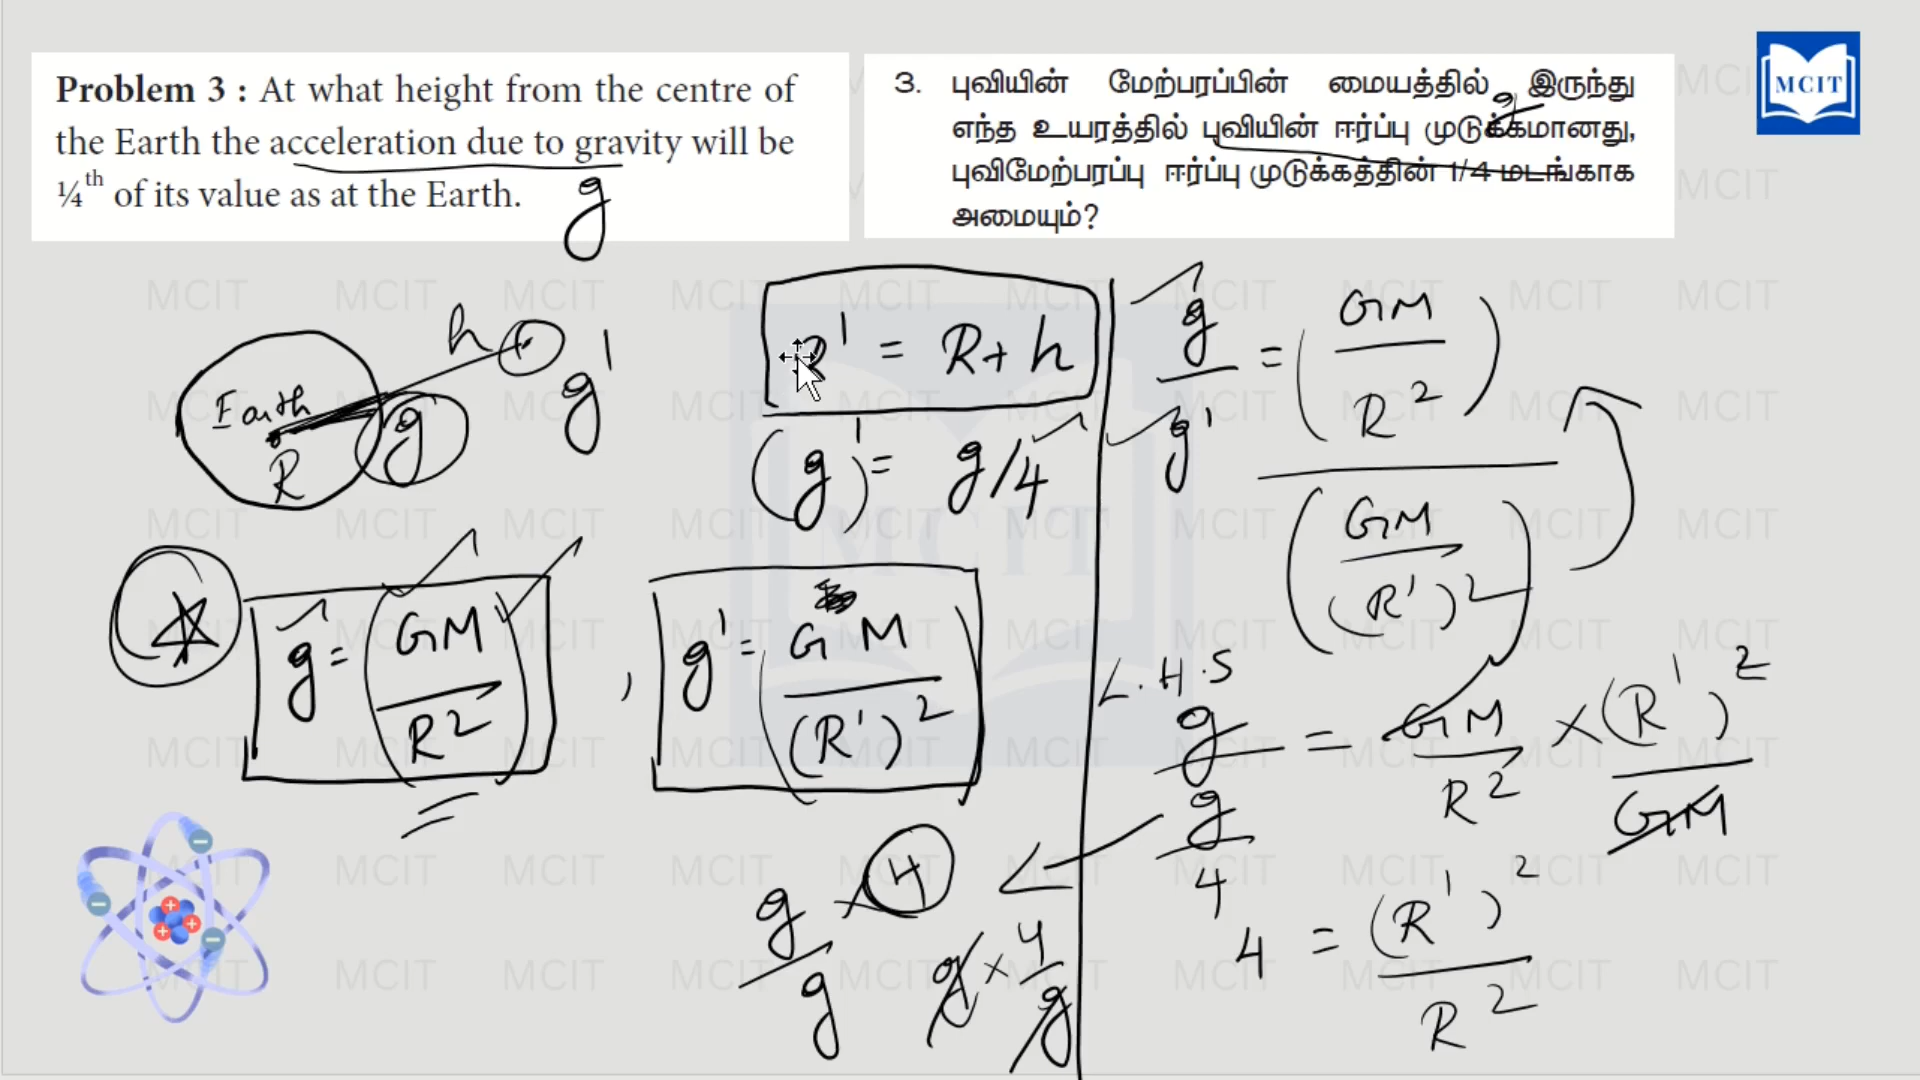 Problem 3 : At what height from the centre of
the Earth the acceleration due to gravity will be
¼th of its value as at the Earth.
g
3. புவியின் மேற்பரப்பின் மையத்தில் இருந்து
எந்த உயரத்தில் புவியின் ஈர்ப்பு முடுக்கமானது,
புவிமேற்பரப்பு ஈர்ப்பு முடுக்கத்தின் 1/4 மடங்காக
அமையும்?
g
MCIT
Earth
R
g
h
g'
R' = R + h
(g') = g/4
g = (GM / R²) , g' = (GM / (R')²)
g / g' = (GM / R²) / (GM / (R')²)
L.H.S
g / (g/4) = GM / R² × (R')² / GM
g / g × 4
g × 4 / g
4 = (R')² / R²